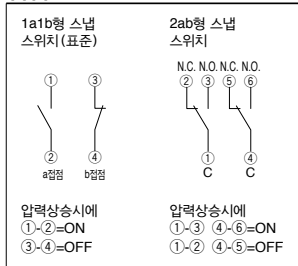 1a1b형 스냅
스위치(표준)
① ③
② ④
a접점 b접점
압력상승시에
①-②=ON
③-④=OFF
2ab형 스냅
스위치
N.C. N.O. N.C. N.O.
② ③ ⑤ ⑥
① ④
C C
압력상승시에
①-③ ④-⑥=ON
①-② ④-⑤=OFF